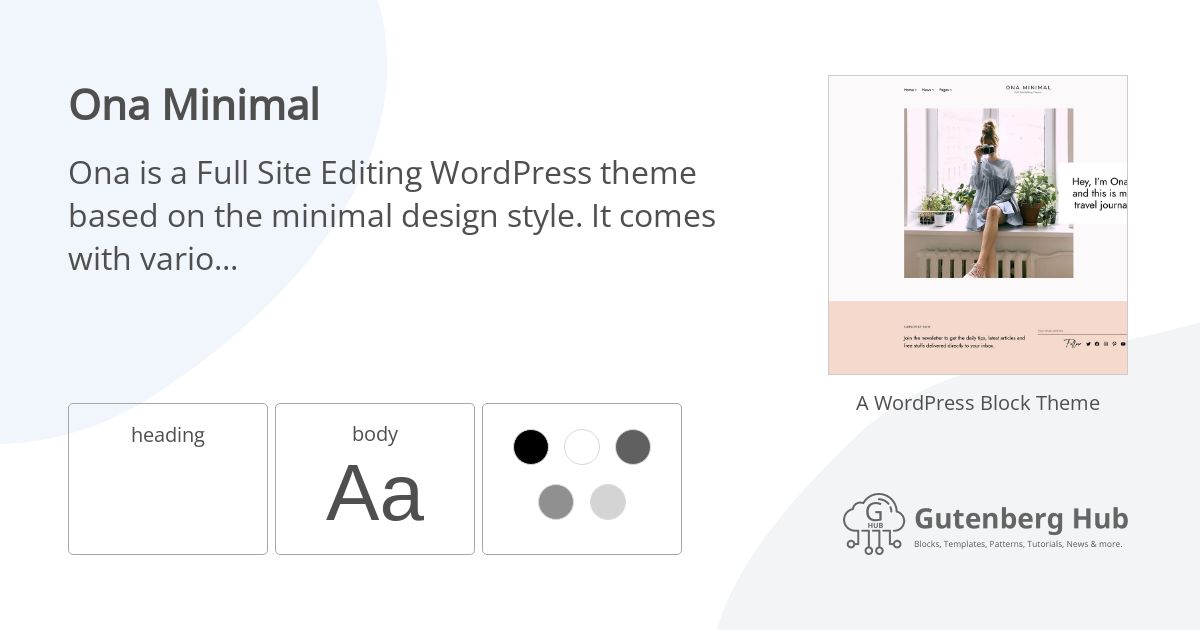 Ona Minimal
Ona is a Full Site Editing WordPress theme
based on the minimal design style. It comes
with vario...
heading
body
Aa
Home
News
Pages
ONA MINIMAL
Hey, I'm Ona
and this is m
travel journa
Join the newsletter to get the daily tips, latest articles and
free stuffs delivered directly to your inbox.
Follow
A WordPress Block Theme
G
HUB
Gutenberg Hub
Blocks, Templates, Patterns, Tutorials, News & more.